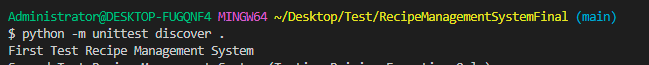 Administrator@DESKTOP-FUGQNF4 MINGW64 ~/Desktop/Test/RecipeManagementSystemFinal (main)
$ python -m unittest discover .
First Test Recipe Management System